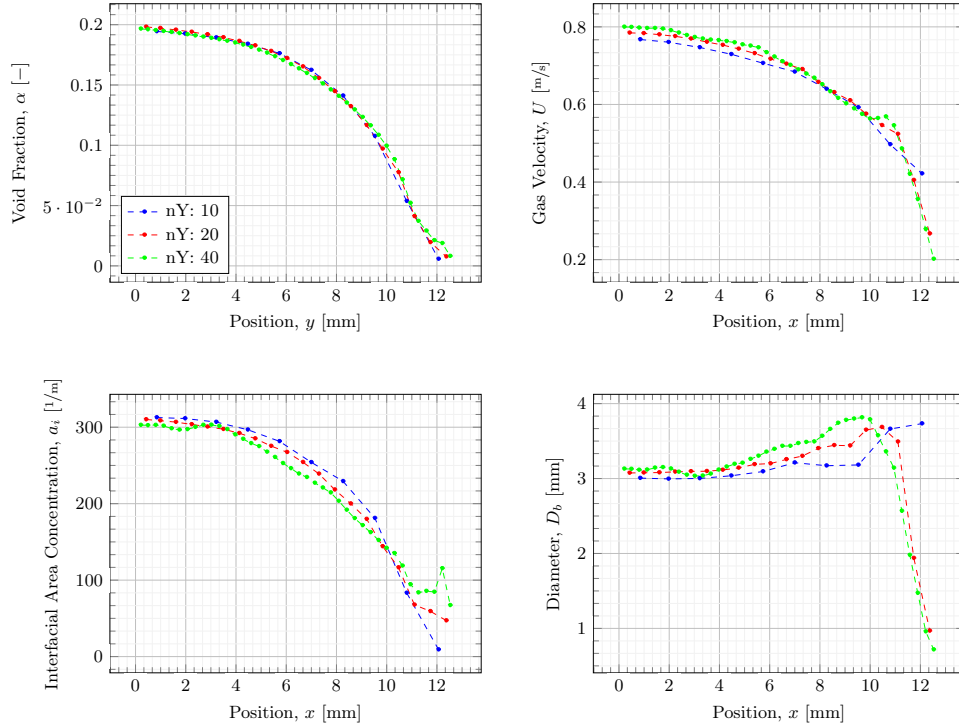 0.2
0.15
0.1
5 · 10⁻²
0
Void Fraction, α [−]
nY: 10
nY: 20
nY: 40
0 2 4 6 8 10 12
Position, y [mm]
0.8
0.6
0.4
0.2
Gas Velocity, U [m/s]
0 2 4 6 8 10 12
Position, x [mm]
300
200
100
0
Interfacial Area Concentration, aᵢ [1/m]
0 2 4 6 8 10 12
Position, x [mm]
4
3
2
1
Diameter, D_b [mm]
0 2 4 6 8 10 12
Position, x [mm]